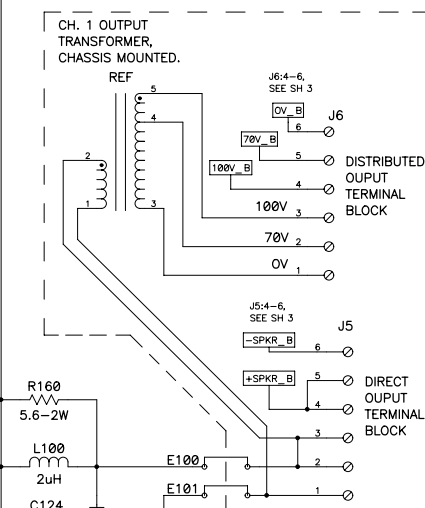 CH. 1 OUTPUT
TRANSFORMER,
CHASSIS MOUNTED.
REF
5
4
2
1
3
J6:4-6,
SEE SH 3
0V_B
6
J6
70V_B
5
100V_B
4
DISTRIBUTED
OUPUT
TERMINAL
BLOCK
100V
3
70V
2
0V
1
J5:4-6,
SEE SH 3
J5
-SPKR_B
6
+SPKR_B
5
4
DIRECT
OUPUT
TERMINAL
BLOCK
3
2
1
R160
5.6-2W
L100
2uH
E100
E101
C124